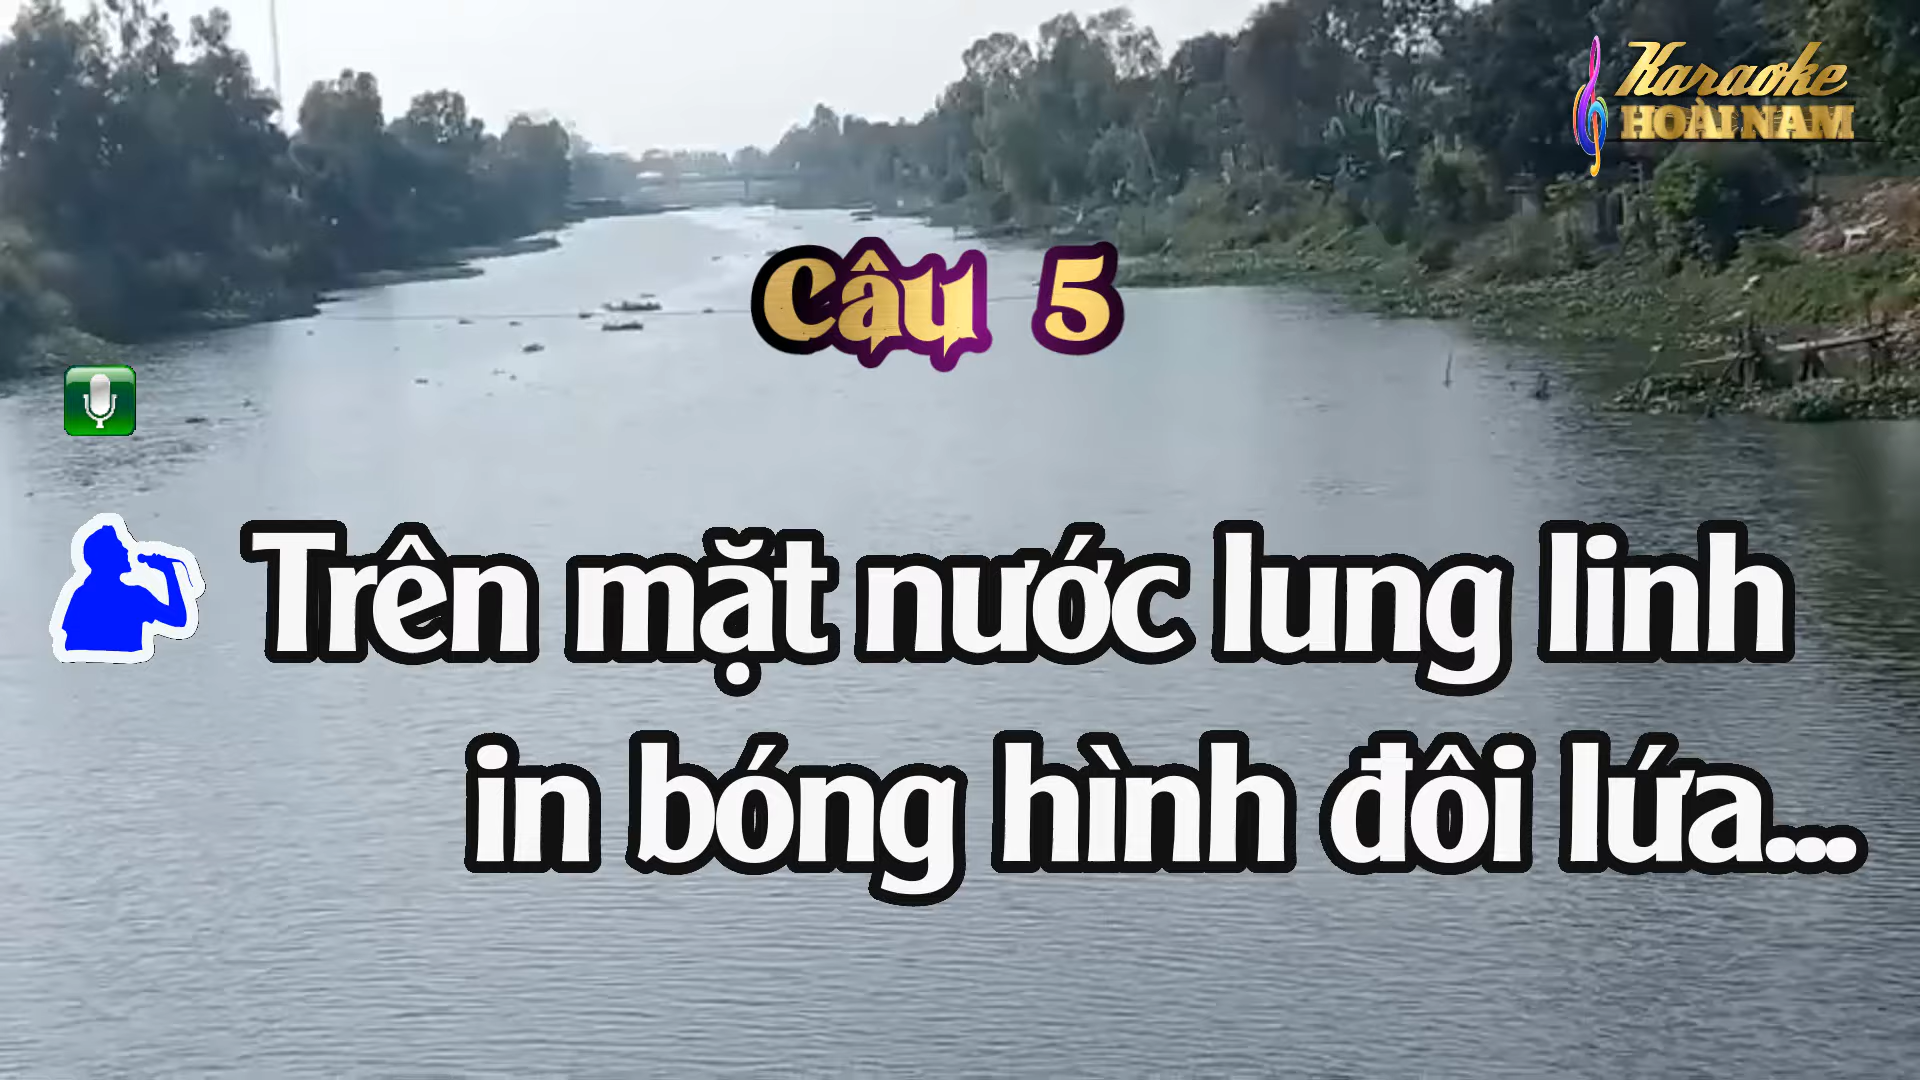 Karaoke
HOÀI NAM
Câu 5
Trên mặt nước lung linh
in bóng hình đôi lứa...